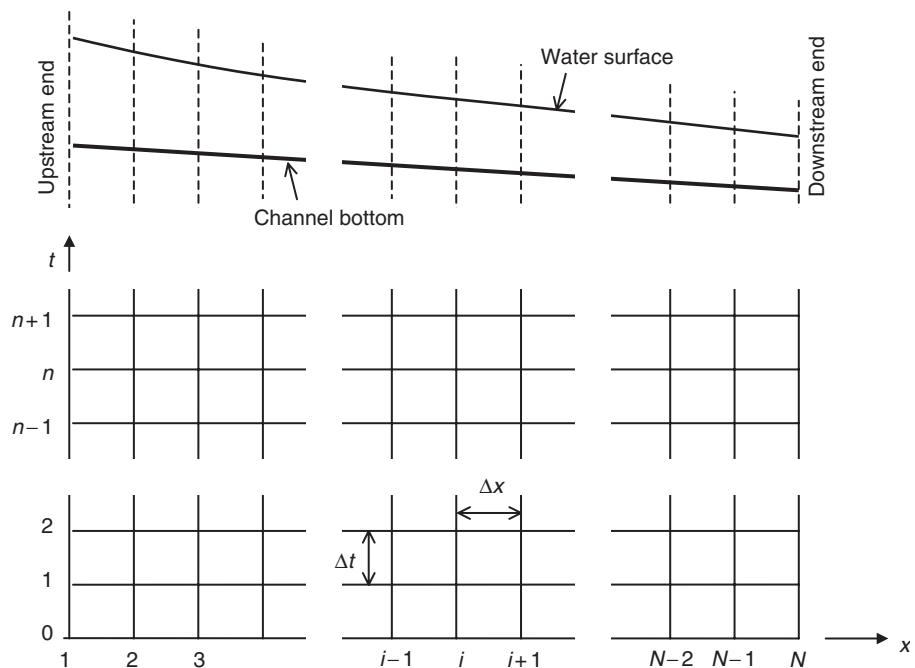 Water surface
Upstream end
Downstream end
Channel bottom
t
n+1
n
n−1
Δx
2
Δt
1
0
1 2 3 i−1 i i+1 N−2 N−1 N x